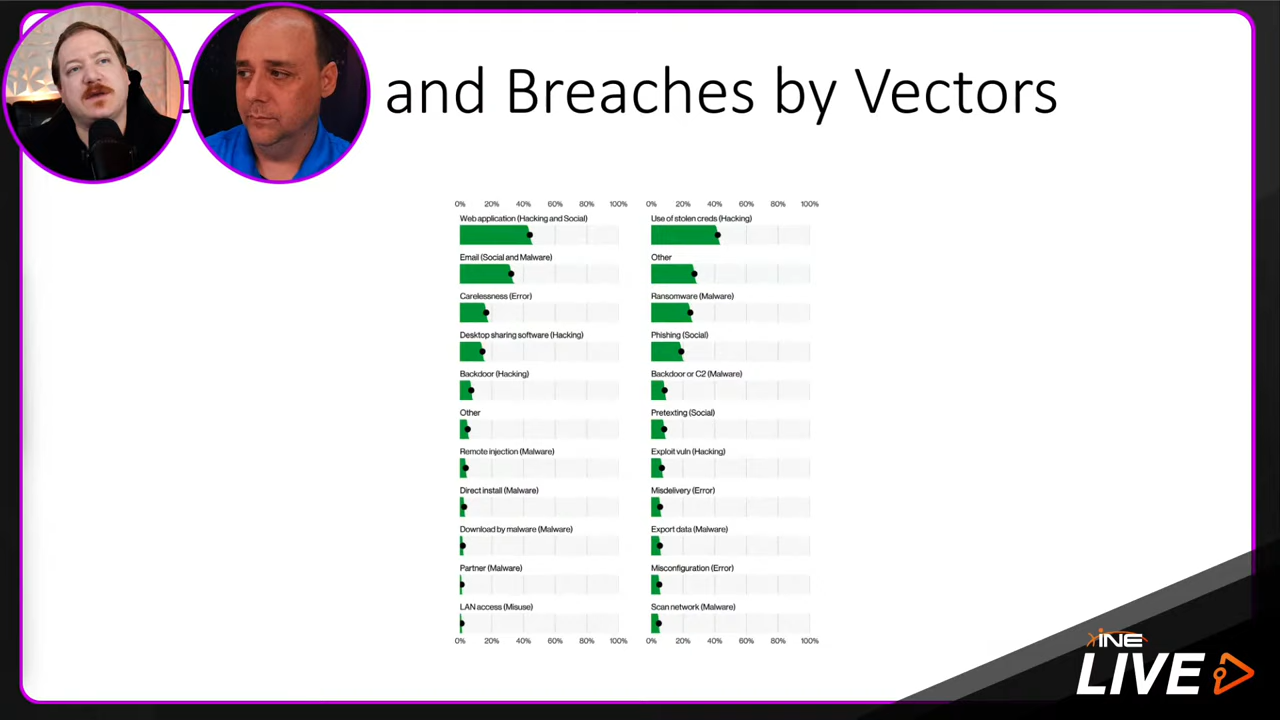 and Breaches by Vectors
0% 20% 40% 60% 80% 100%
Web application (Hacking and Social)
Email (Social and Malware)
Carelessness (Error)
Desktop sharing software (Hacking)
Backdoor (Hacking)
Other
Remote injection (Malware)
Direct install (Malware)
Download by malware (Malware)
Partner (Malware)
LAN access (Misuse)
0% 20% 40% 60% 80% 100%
0% 20% 40% 60% 80% 100%
Use of stolen creds (Hacking)
Other
Ransomware (Malware)
Phishing (Social)
Backdoor or C2 (Malware)
Pretexting (Social)
Exploit vuln (Hacking)
Misdelivery (Error)
Export data (Malware)
Misconfiguration (Error)
Scan network (Malware)
0% 20% 40% 60% 80% 100%
INE
LIVE